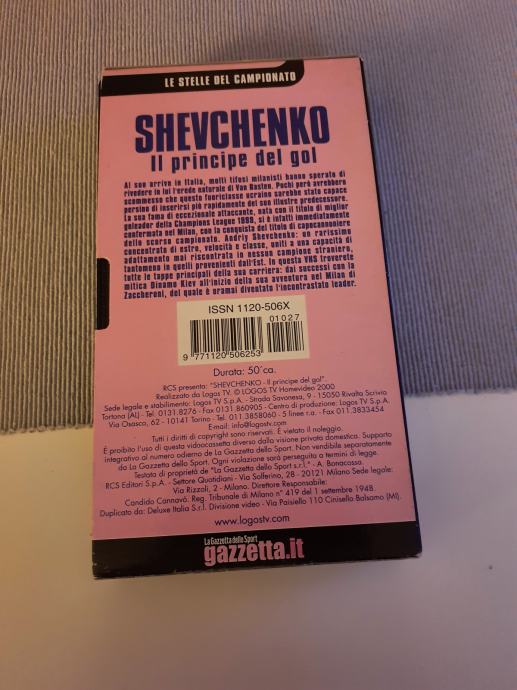 LE STELLE DEL CAMPIONATO
SHEVCHENKO
Il principe del gol
Al suo arrivo in Italia, molti tifosi milanisti hanno sperato di
rivedere in lui l'erede naturale di Van Basten. Pochi però avrebbero
scommesso che questo fuoriclasse ucraino sarebbe stato capace
persino di inserirsi più rapidamente del suo illustre predecessore.
La sua fama di eccezionale attaccante, nata con il titolo di miglior
goleador della Champions League 1999, si è infatti immediatamente
confermata nel Milan, con la conquista del titolo di capocannoniere
dello scorso campionato. Andriy Shevchenko: un rarissimo
concentrato di estro, velocità e classe, uniti a una capacità di
adattamento mai riscontrata in nessun campione straniero,
tantomeno in quelli provenienti dall'Est. In questa VHS troverete
tutte le tappe principali della sua carriera: dai successi con la
mitica Dinamo Kiev all'inizio della sua avventura nel Milan di
Zaccheroni, del quale è oramai diventato l'incontrastato leader.
ISSN 1120-506X
01027
9 771120 506253
Durata: 50' ca.
RCS presenta: "SHEVCHENKO - Il principe del gol"
Realizzato da Logos TV. © LOGOS TV Homevideo 2000
Sede legale e stabilimento: Logos TV S.p.A. - Strada Savonesa, 9 - 15050 Rivalta Scrivia
Tortona (AL) - Tel. 0131.8276 - Fax 0131.860905 - Centro di produzione: Logos TV S.p.A.
Via Osasco, 62 - 10141 Torino - Tel. 011.3858060 - 5 linee r.a. - Fax 011.3833454
E.mail: info@logostv.com
Tutti i diritti di copyright sono riservati. È vietato il noleggio.
È proibito l'uso di questa videocassetta diverso dalla visione privata domestica. Supporto
integrativo al numero odierno de La Gazzetta dello Sport. Non vendibile separatamente
da La Gazzetta dello Sport. Ogni violazione sarà perseguita a termini di legge.
Testata di proprietà de "La Gazzetta dello Sport s.r.l." - A. Bonacossa
RCS Editori S.p.A. - Settore Quotidiani - Via Solferino, 28 - 20121 Milano Sede legale:
Via Rizzoli, 2 - Milano. Direttore Responsabile:
Candido Cannavò. Reg. Tribunale di Milano n° 419 del 1 settembre 1948.
Duplicato da: Deluxe Italia S.r.l. Divisione video - Via Paisiello 110 Cinisello Balsamo (MI).
www.logostv.com
La Gazzetta dello Sport
gazzetta.it